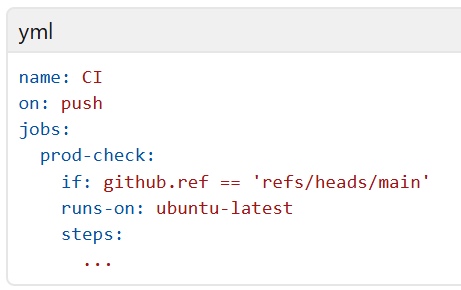 yml
name: CI
on: push
jobs:
  prod-check:
    if: github.ref == 'refs/heads/main'
    runs-on: ubuntu-latest
    steps:
      ...